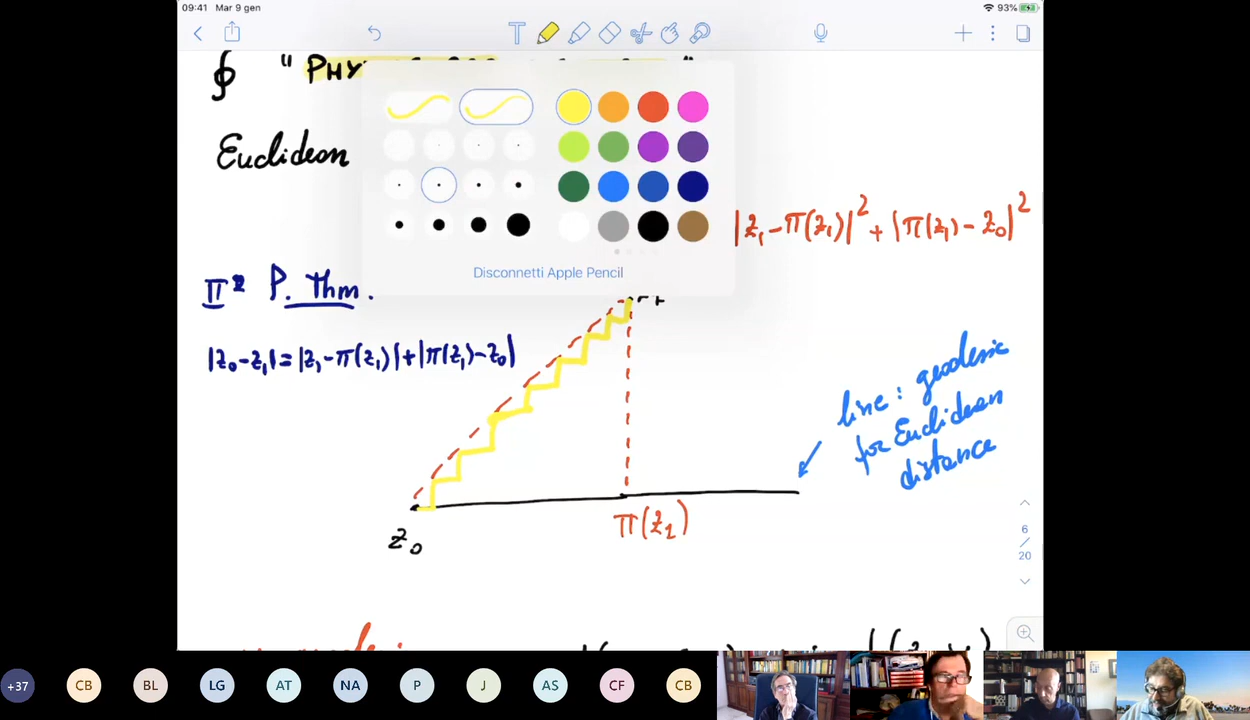 09:41 Mar 9 gen
93%
T
∮ " PHY
Euclidean
|z₁-π(z₁)|²+|π(z₁)-z₀|²
Disconnetti Apple Pencil
π² P. Thm.
|z₀-z₁|=|z₁-π(z₁)|+|π(z₁)-z₀|
line: geodesic
for Euclidean
distance
z₀
π(z₁)
6
/
20
+37 CB BL LG AT NA P J AS CF CB